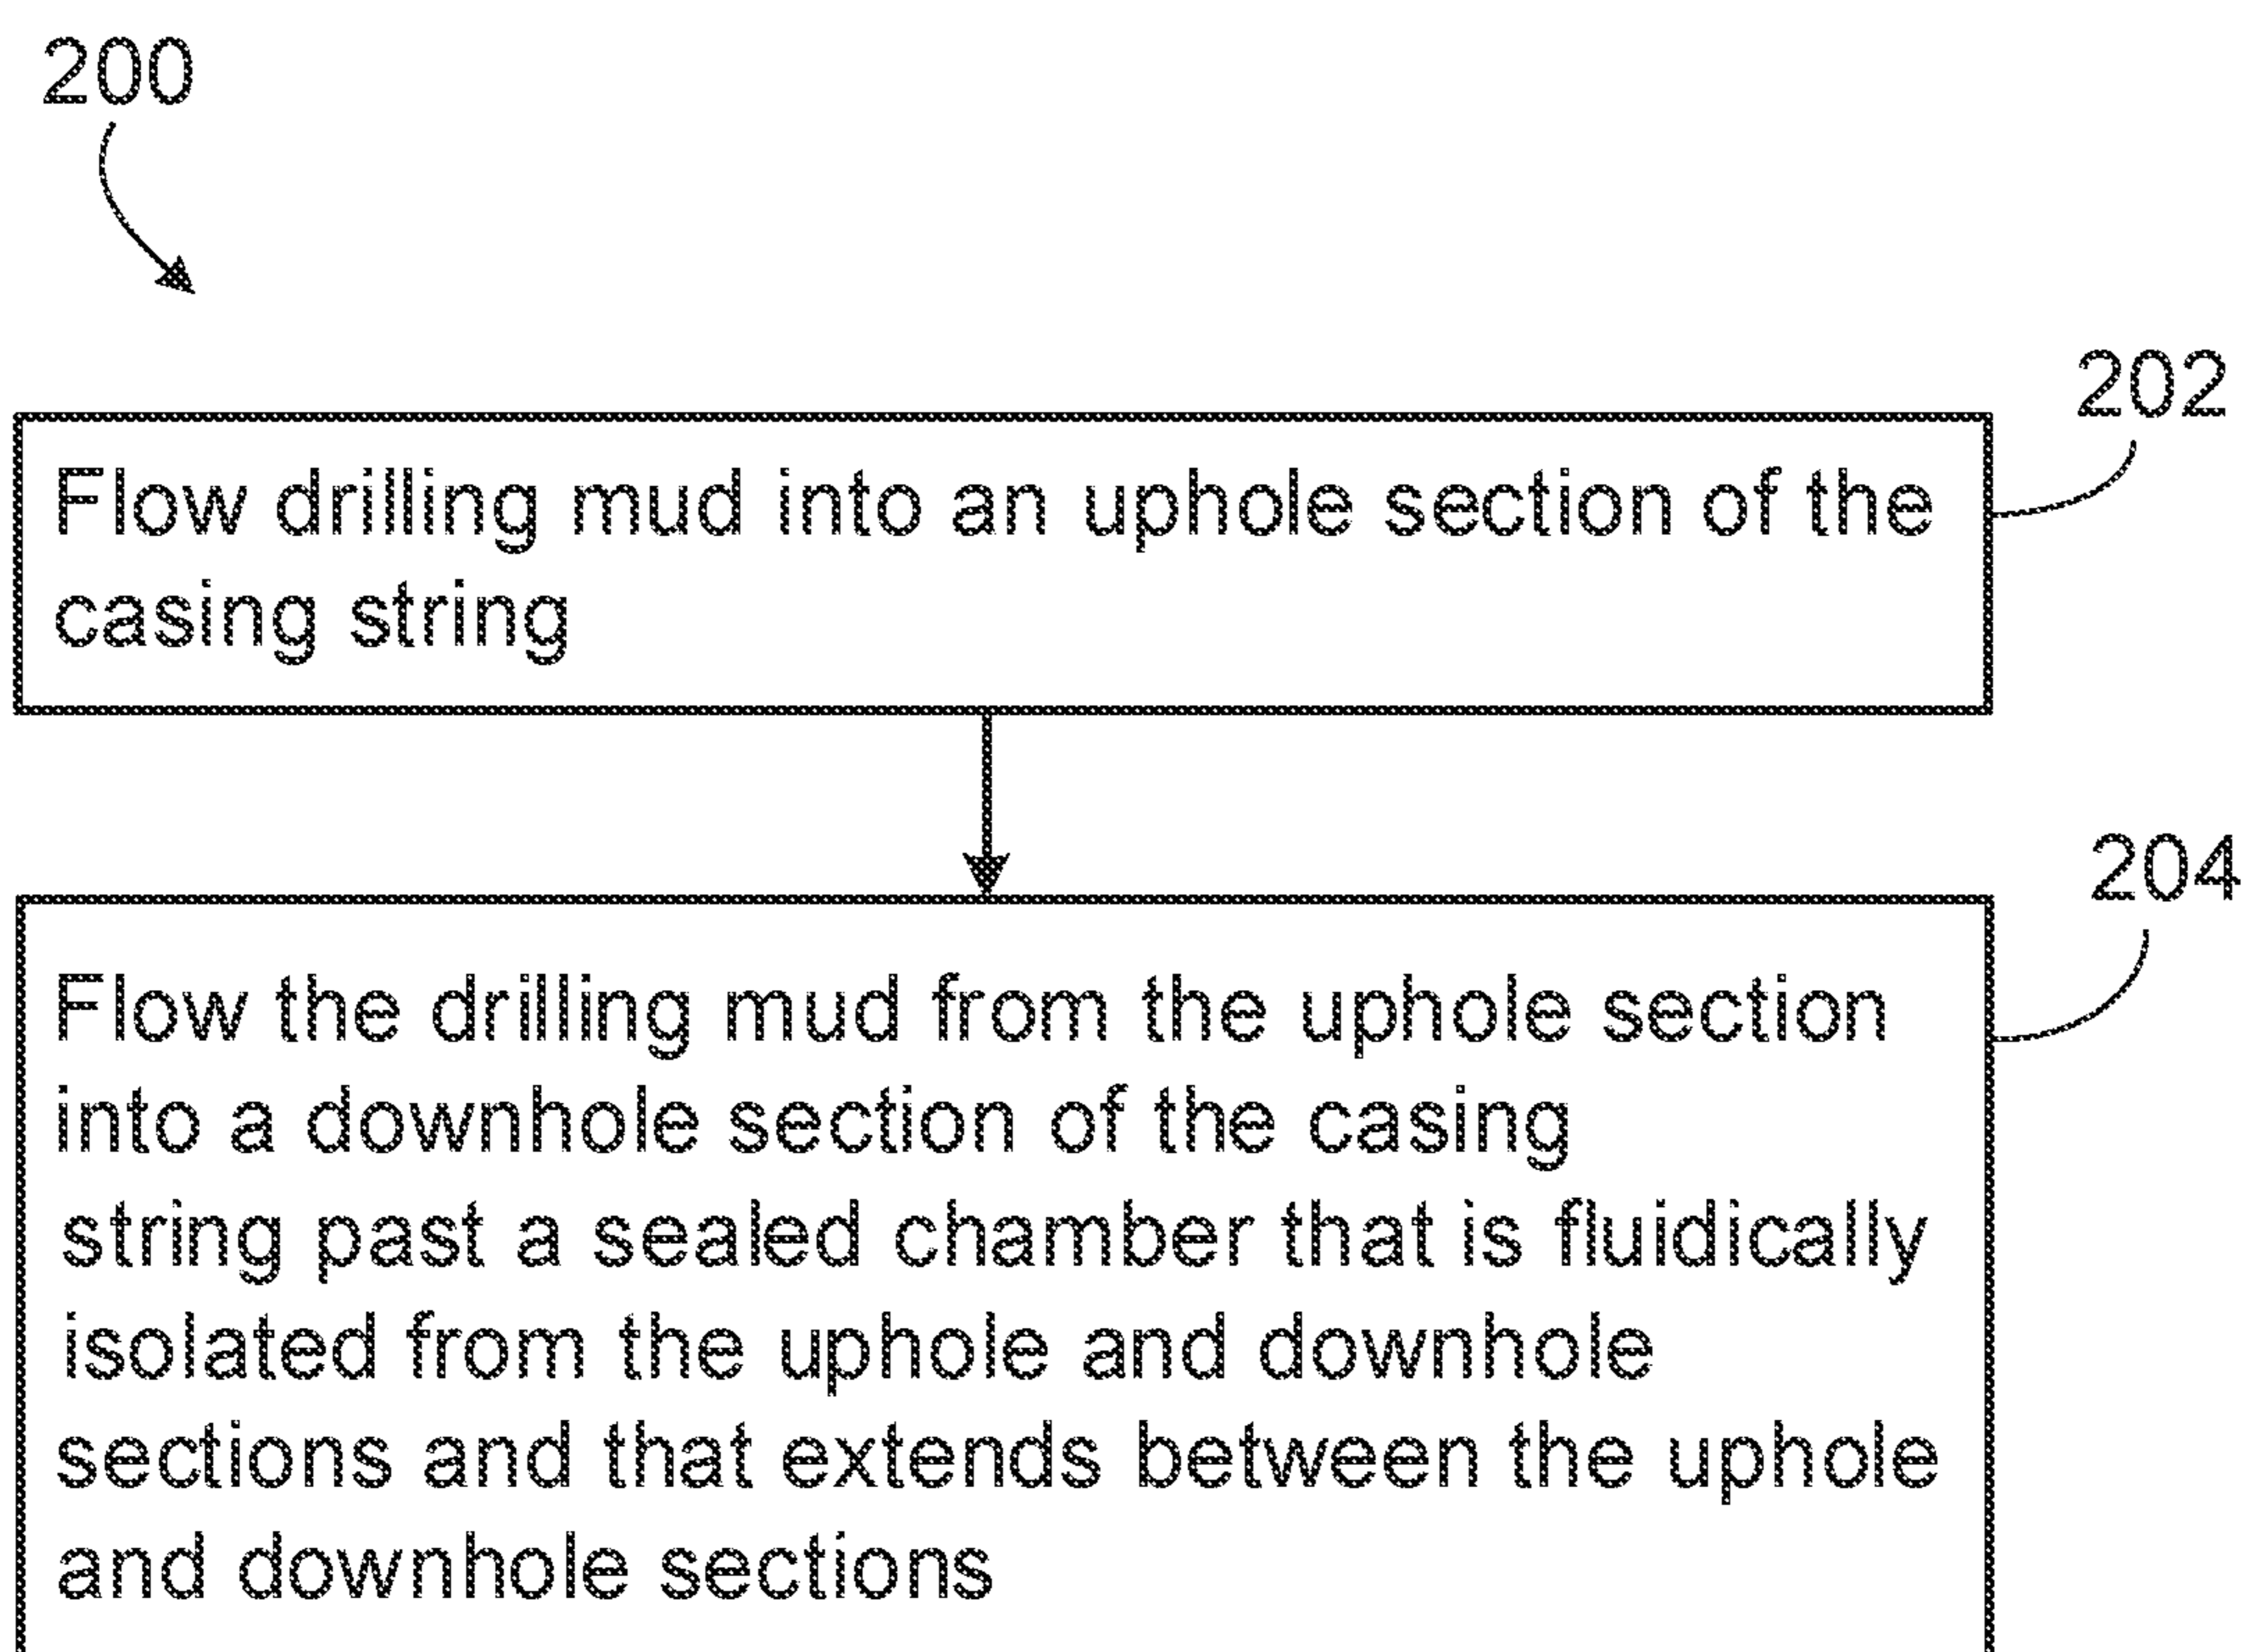 200
202
Flow drilling mud into an uphole section of the
casing string
204
Flow the drilling mud from the uphole section
into a downhole section of the casing
string past a sealed chamber that is fluidically
isolated from the uphole and downhole
sections and that extends between the uphole
and downhole sections